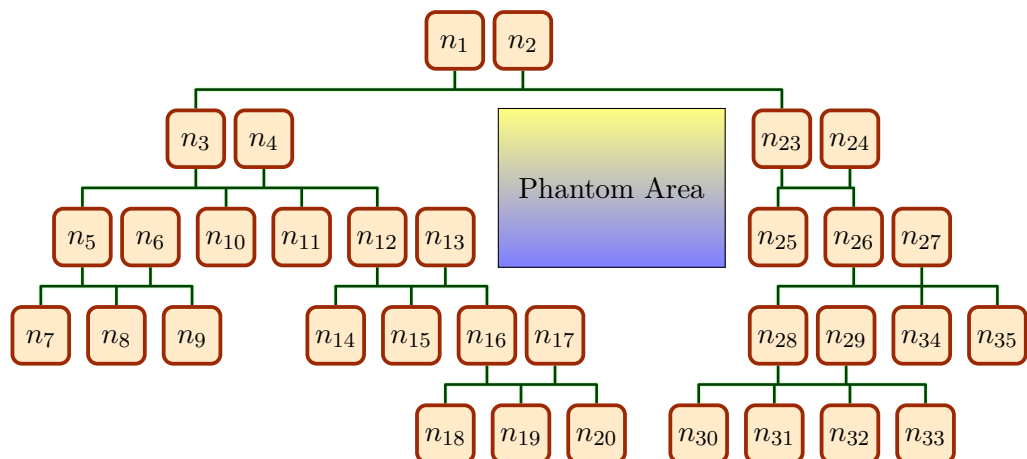 n1 n2
n3 n4 n23 n24
Phantom Area
n5 n6 n10 n11 n12 n13 n25 n26 n27
n7 n8 n9 n14 n15 n16 n17 n28 n29 n34 n35
n18 n19 n20 n30 n31 n32 n33